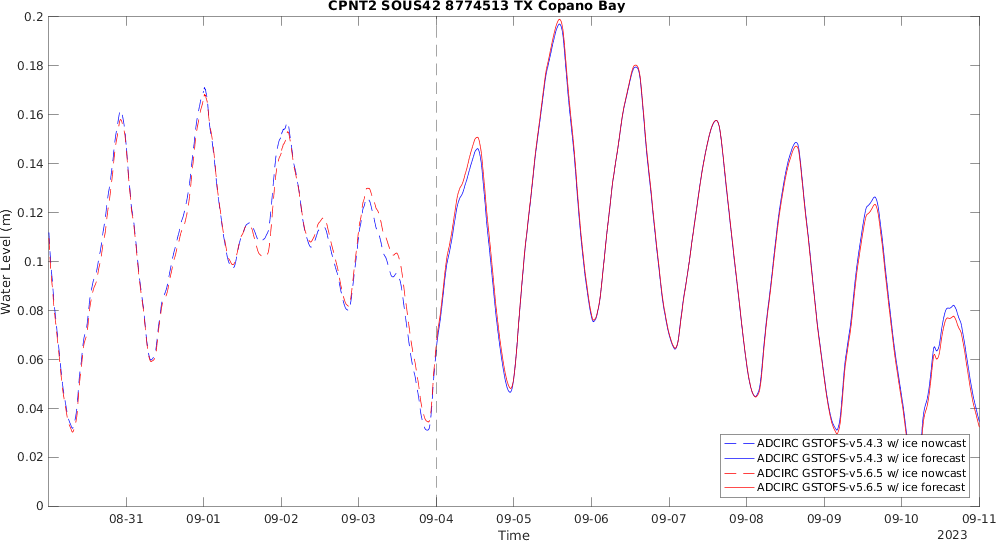 CPNT2 SOUS42 8774513 TX Copano Bay
0.2
0.18
0.16
0.14
0.12
0.1
0.08
0.06
0.04
0.02
0
Water Level (m)
08-31 09-01 09-02 09-03 09-04 09-05 09-06 09-07 09-08 09-09 09-10 09-11
Time
2023
ADCIRC GSTOFS-v5.4.3 w/ ice nowcast
ADCIRC GSTOFS-v5.4.3 w/ ice forecast
ADCIRC GSTOFS-v5.6.5 w/ ice nowcast
ADCIRC GSTOFS-v5.6.5 w/ ice forecast